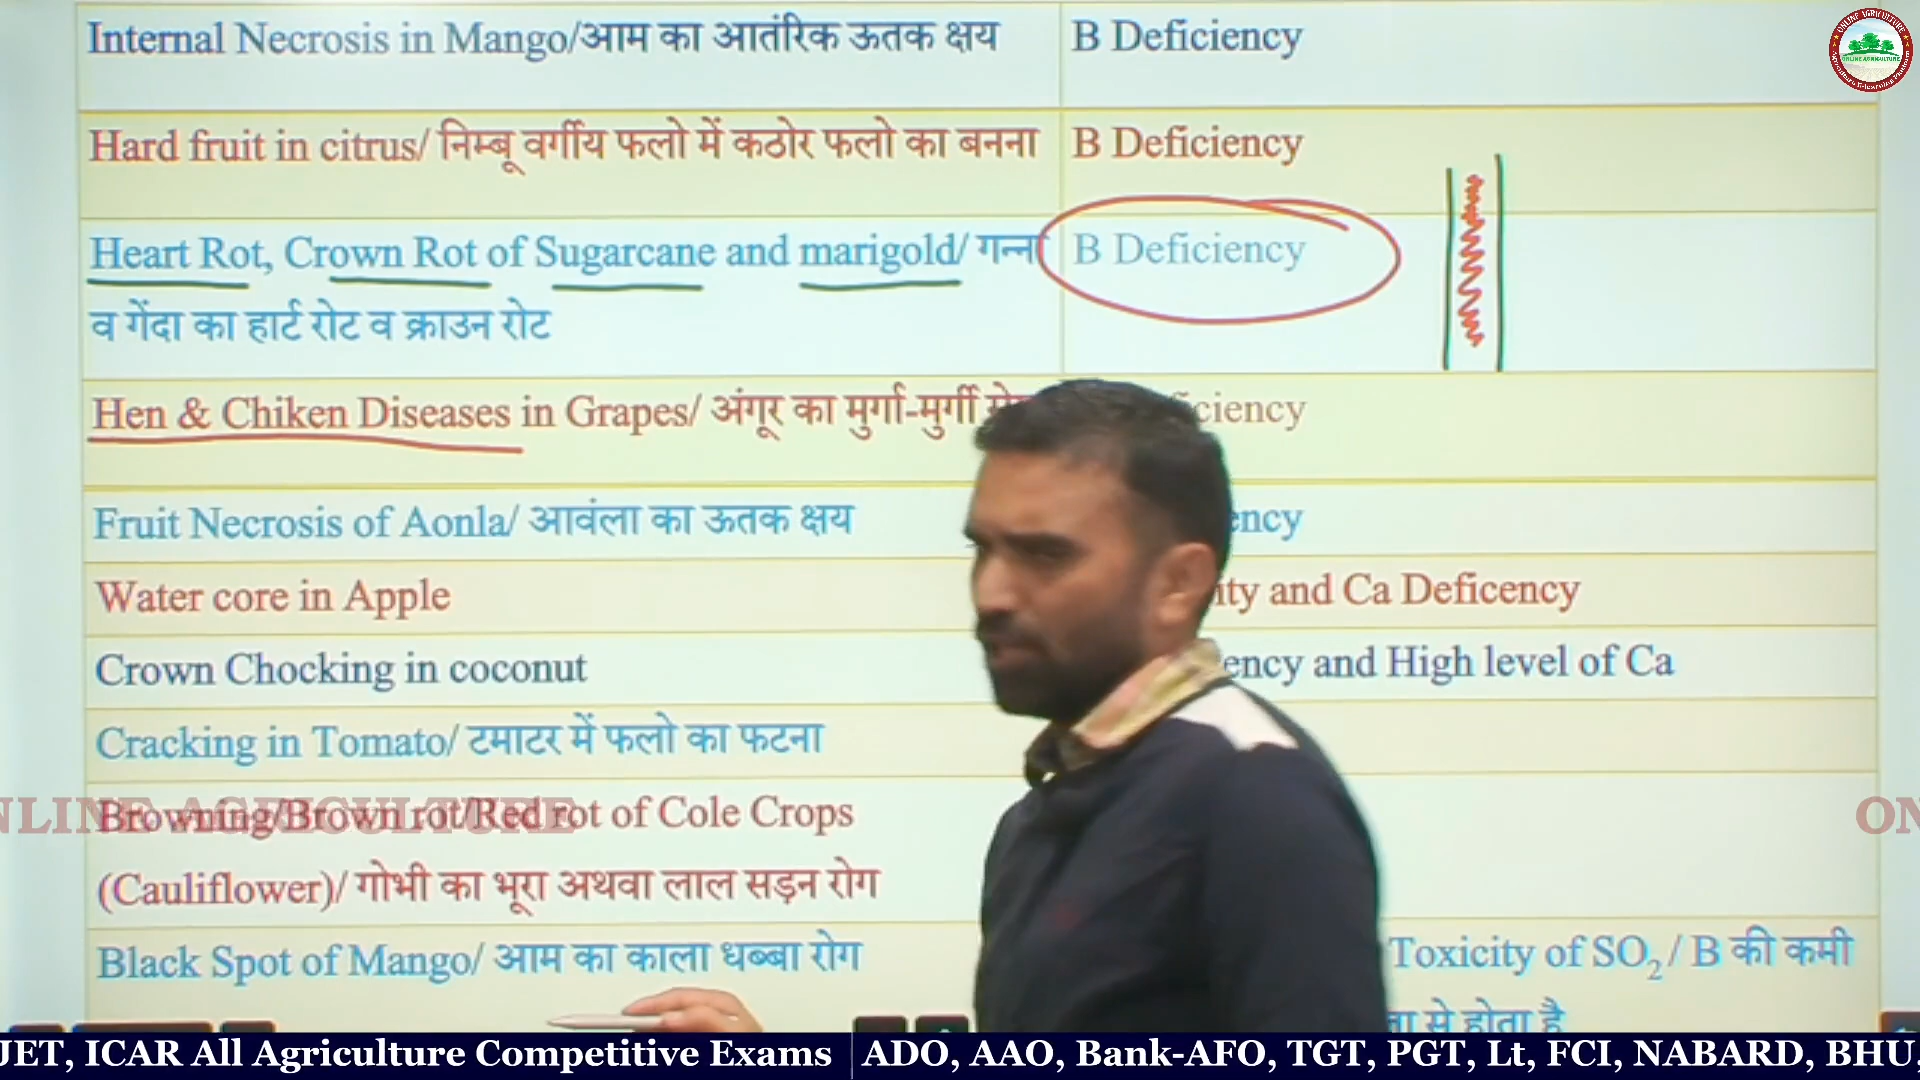 Internal Necrosis in Mango/आम का आतंरिक ऊतक क्षय
B Deficiency
Hard fruit in citrus/ निम्बू वर्गीय फलो में कठोर फलो का बनना
B Deficiency
Heart Rot, Crown Rot of Sugarcane and marigold/ गन्ना
व गेंदा का हार्ट रोट व क्राउन रोट
B Deficiency
Hen & Chiken Diseases in Grapes/ अंगूर का मुर्गा-मुर्गी
Fruit Necrosis of Aonla/ आवंला का ऊतक क्षय
Water core in Apple
and Ca Deficency
Crown Chocking in coconut
and High level of Ca
Cracking in Tomato/ टमाटर में फलो का फटना
Browning/Brown rot/Red rot of Cole Crops
(Cauliflower)/ गोभी का भूरा अथवा लाल सड़न रोग
Black Spot of Mango/ आम का काला धब्बा रोग
Toxicity of SO₂ / B की कमी
से होता है
ONLINE AGRICULTURE
JET, ICAR All Agriculture Competitive Exams
ADO, AAO, Bank-AFO, TGT, PGT, Lt, FCI, NABARD, BHU,